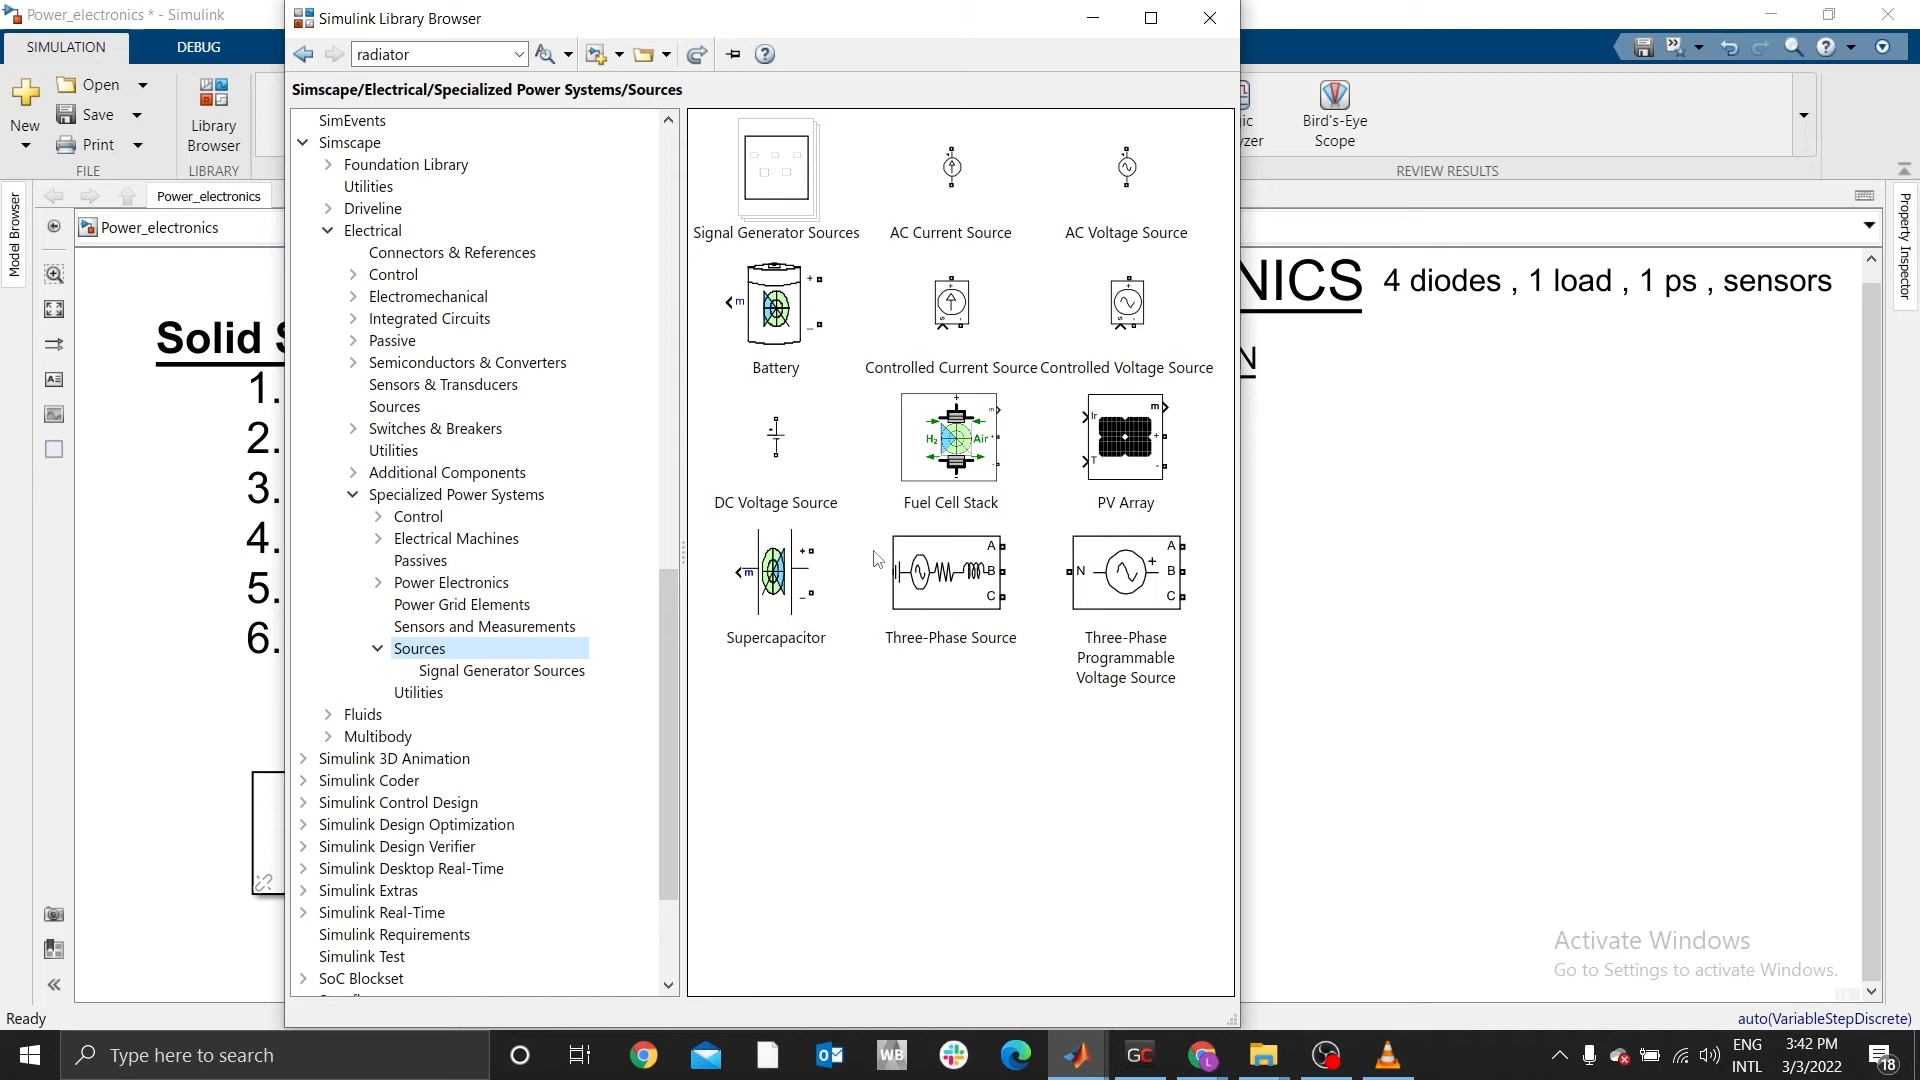 Power_electronics * - Simulink
Simulink Library Browser
SIMULATION
DEBUG
radiator
Simscape/Electrical/Specialized Power Systems/Sources
New
Open
Save
Print
FILE
Library
Browser
LIBRARY
Bird's-Eye
Scope
REVIEW RESULTS
Model Browser
Property Inspector
Power_electronics
Power_electronics
SimEvents
Simscape
Foundation Library
Utilities
Driveline
Electrical
Connectors & References
Control
Electromechanical
Integrated Circuits
Passive
Semiconductors & Converters
Sensors & Transducers
Sources
Switches & Breakers
Utilities
Additional Components
Specialized Power Systems
Control
Electrical Machines
Passives
Power Electronics
Power Grid Elements
Sensors and Measurements
Sources
Signal Generator Sources
Utilities
Fluids
Multibody
Simulink 3D Animation
Simulink Coder
Simulink Control Design
Simulink Design Optimization
Simulink Design Verifier
Simulink Desktop Real-Time
Simulink Extras
Simulink Real-Time
Simulink Requirements
Simulink Test
SoC Blockset
Signal Generator Sources
AC Current Source
AC Voltage Source
m + -
Battery
Controlled Current Source
Controlled Voltage Source
H2 Air m + -
Ir T m + -
DC Voltage Source
Fuel Cell Stack
PV Array
m + -
A B C
N + A B C
Supercapacitor
Three-Phase Source
Three-Phase
Programmable
Voltage Source
NICS 4 diodes , 1 load , 1 ps , sensors
N
Solid
1.
2.
3.
4.
5.
6.
Activate Windows
Go to Settings to activate Windows.
Ready
auto(VariableStepDiscrete)
Type here to search
WB
GC
L
ENG
INTL
3:42 PM
3/3/2022
18